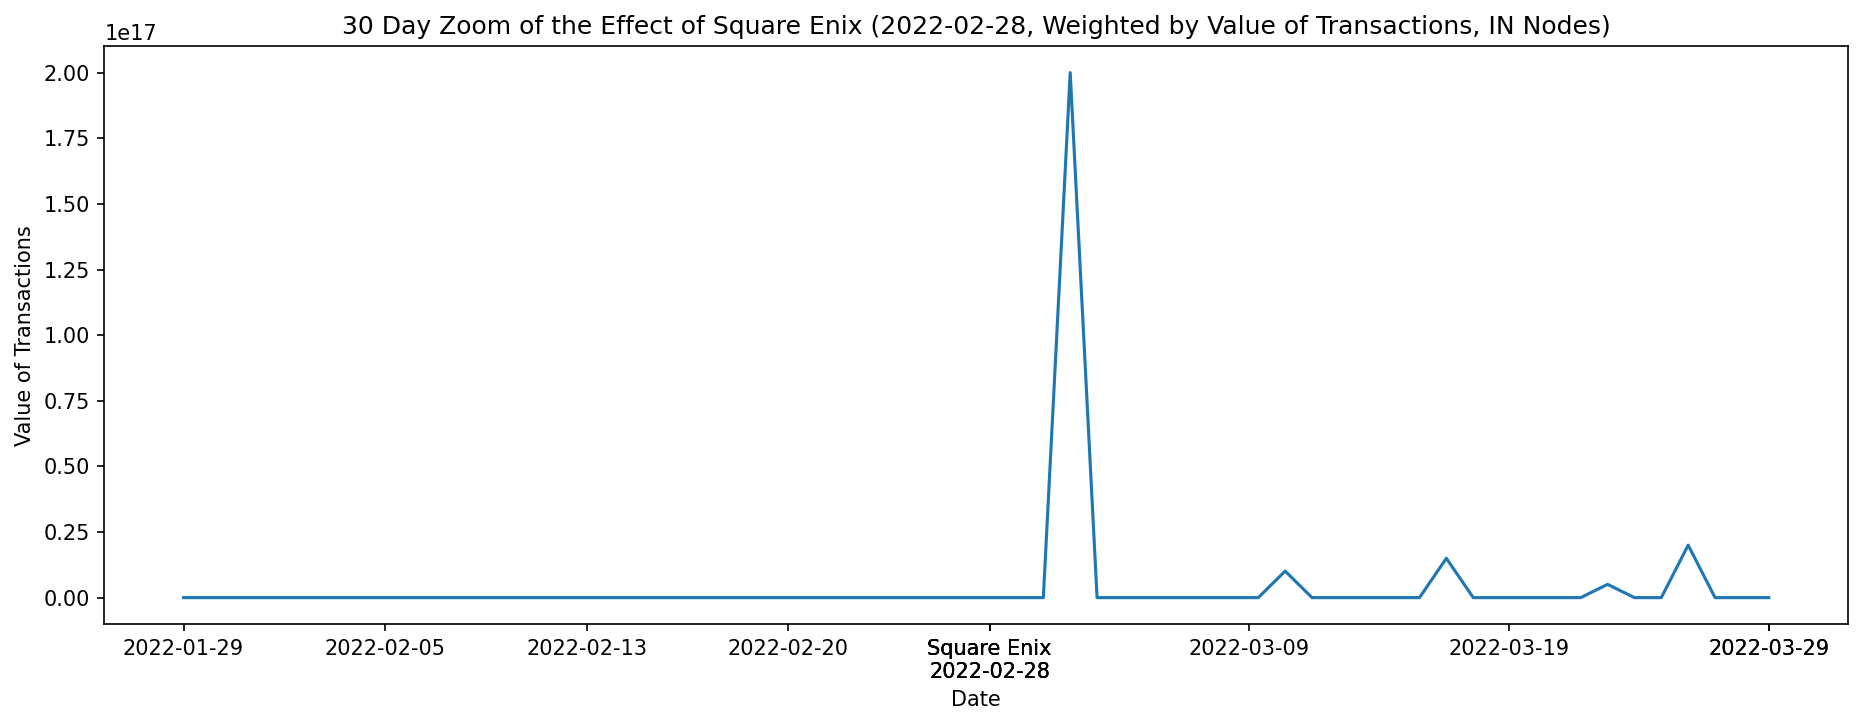 30 Day Zoom of the Effect of Square Enix (2022-02-28, Weighted by Value of Transactions, IN Nodes)
1e17
2.00
1.75
1.50
1.25
1.00
0.75
0.50
0.25
0.00
Value of Transactions
2022-01-29 2022-02-05 2022-02-13 2022-02-20 Square Enix 2022-03-09 2022-03-19 2022-03-29
2022-02-28
Date